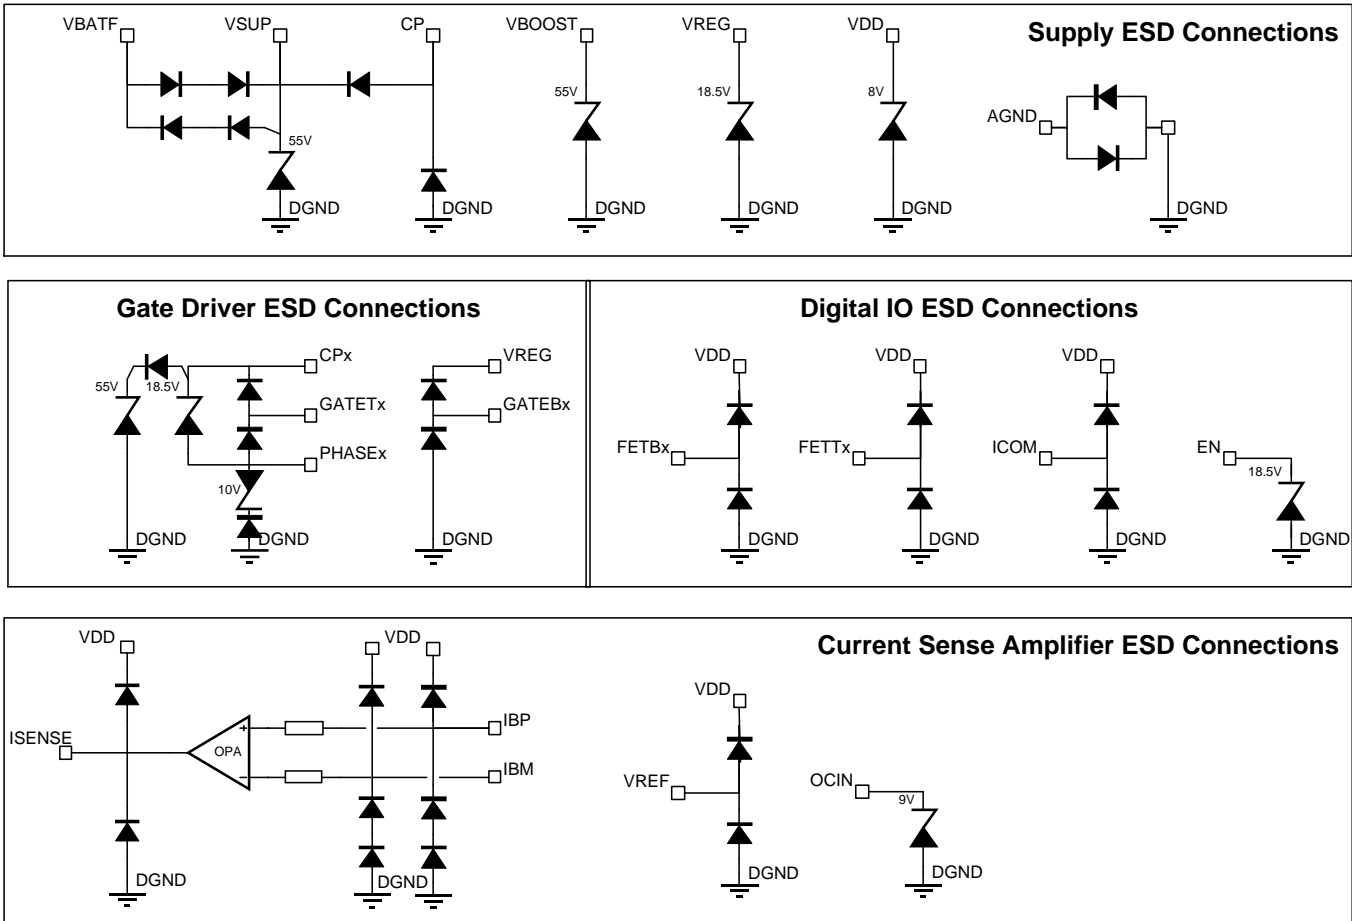 VBATF VSUP CP VBOOST VREG VDD Supply ESD Connections
55V 18.5V 8V
AGND
55V
DGND DGND DGND DGND DGND DGND
Gate Driver ESD Connections
CPx VREG
55V 18.5V
GATETx GATEBx
PHASEx
10V
DGND DGND DGND
Digital IO ESD Connections
VDD VDD VDD
FETBx FETTx ICOM EN
18.5V
DGND DGND DGND DGND
Current Sense Amplifier ESD Connections
VDD VDD
VDD
+ IBP
ISENSE OPA
− IBM
VREF OCIN
9V
DGND DGND DGND DGND